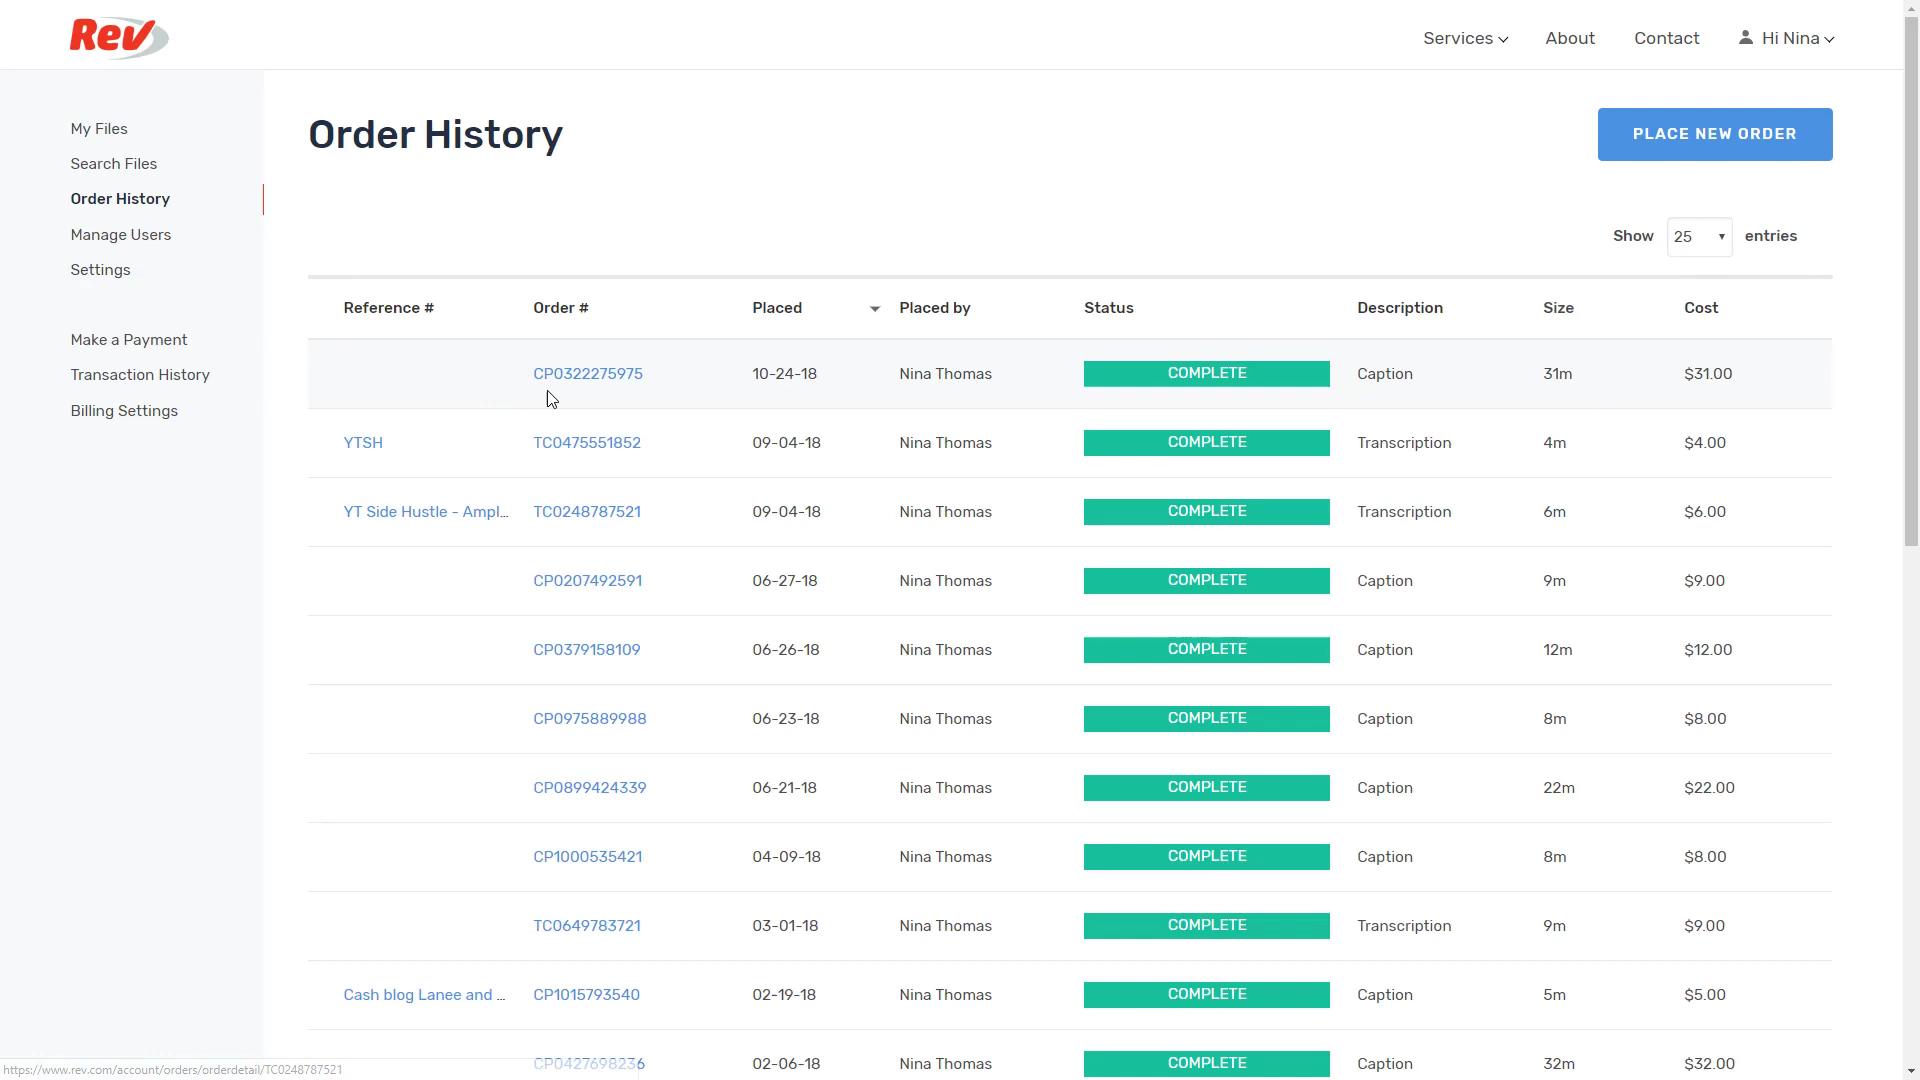 Rev
Services About Contact Hi Nina
My Files
Search Files
Order History
Manage Users
Settings
Make a Payment
Transaction History
Billing Settings
Order History
PLACE NEW ORDER
Show 25 entries
Reference # Order # Placed Placed by Status Description Size Cost
CP0322275975 10-24-18 Nina Thomas COMPLETE Caption 31m $31.00
YTSH TC0475551852 09-04-18 Nina Thomas COMPLETE Transcription 4m $4.00
YT Side Hustle - Ampl... TC0248787521 09-04-18 Nina Thomas COMPLETE Transcription 6m $6.00
CP0207492591 06-27-18 Nina Thomas COMPLETE Caption 9m $9.00
CP0379158109 06-26-18 Nina Thomas COMPLETE Caption 12m $12.00
CP0975889988 06-23-18 Nina Thomas COMPLETE Caption 8m $8.00
CP0899424339 06-21-18 Nina Thomas COMPLETE Caption 22m $22.00
CP1000535421 04-09-18 Nina Thomas COMPLETE Caption 8m $8.00
TC0649783721 03-01-18 Nina Thomas COMPLETE Transcription 9m $9.00
Cash blog Lanee and ... CP1015793540 02-19-18 Nina Thomas COMPLETE Caption 5m $5.00
CP0427698236 02-06-18 Nina Thomas COMPLETE Caption 32m $32.00
https://www.rev.com/account/orders/orderdetail/TC0248787521